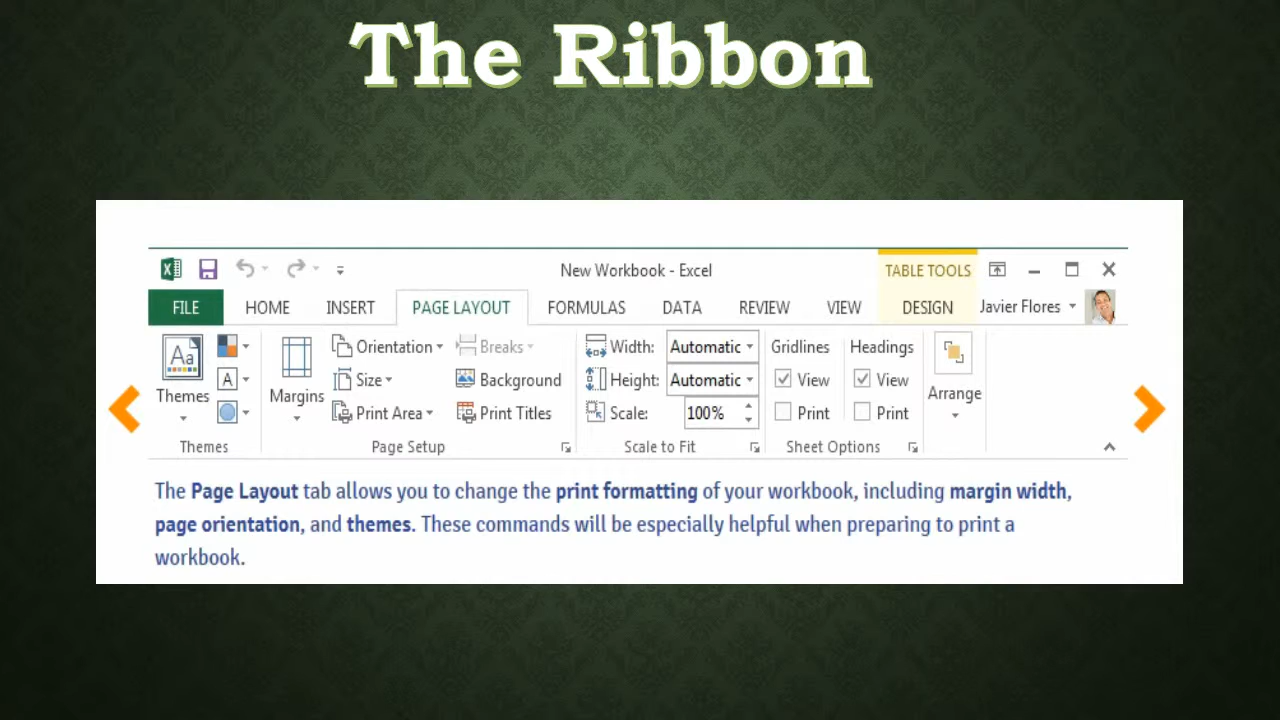 The Ribbon
New Workbook - Excel
TABLE TOOLS
FILE HOME INSERT PAGE LAYOUT FORMULAS DATA REVIEW VIEW DESIGN Javier Flores
Aa Orientation Breaks Width: Automatic Gridlines Headings
A Size Background Height: Automatic View View
Themes Margins Arrange
Print Area Print Titles Scale: 100% Print Print
Themes Page Setup Scale to Fit Sheet Options
The Page Layout tab allows you to change the print formatting of your workbook, including margin width,
page orientation, and themes. These commands will be especially helpful when preparing to print a
workbook.